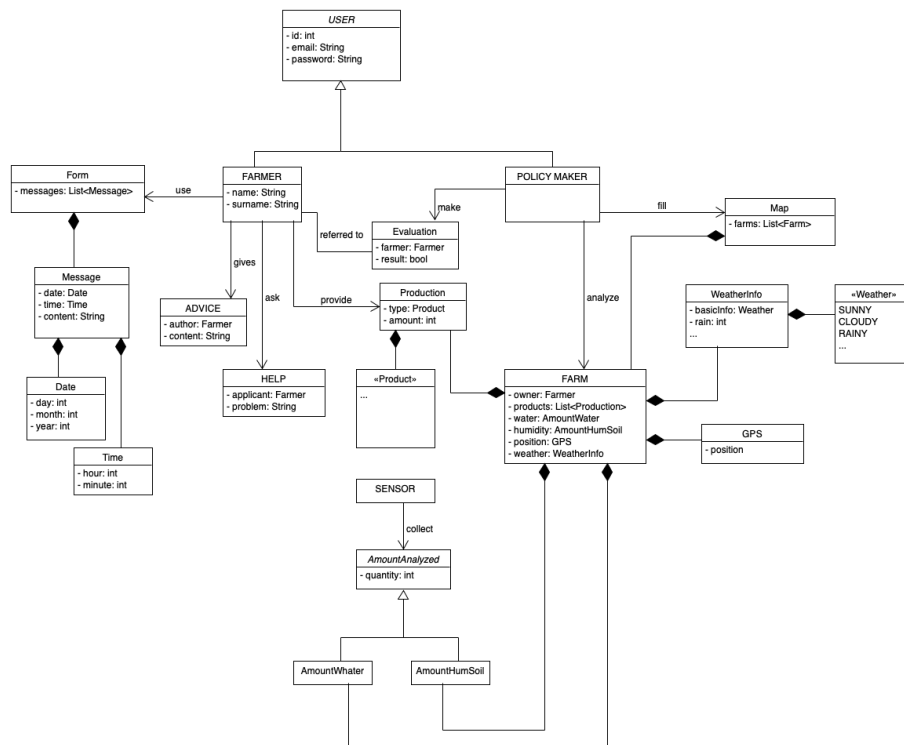 USER
- id: int
- email: String
- password: String
Form
- messages: List<Message>
use
FARMER
- name: String
- surname: String
POLICY MAKER
make
fill
Map
- farms: List<Farm>
referred to
Evaluation
- farmer: Farmer
- result: bool
gives
ask
provide
analyze
Message
- date: Date
- time: Time
- content: String
ADVICE
- author: Farmer
- content: String
Production
- type: Product
- amount: int
WeatherInfo
- basicInfo: Weather
- rain: int
...
«Weather»
SUNNY
CLOUDY
RAINY
...
Date
- day: int
- month: int
- year: int
HELP
- applicant: Farmer
- problem: String
«Product»
...
FARM
- owner: Farmer
- products: List<Production>
- water: AmountWater
- humidity: AmountHumSoil
- position: GPS
- weather: WeatherInfo
GPS
- position
Time
- hour: int
- minute: int
SENSOR
collect
AmountAnalyzed
- quantity: int
AmountWhater
AmountHumSoil